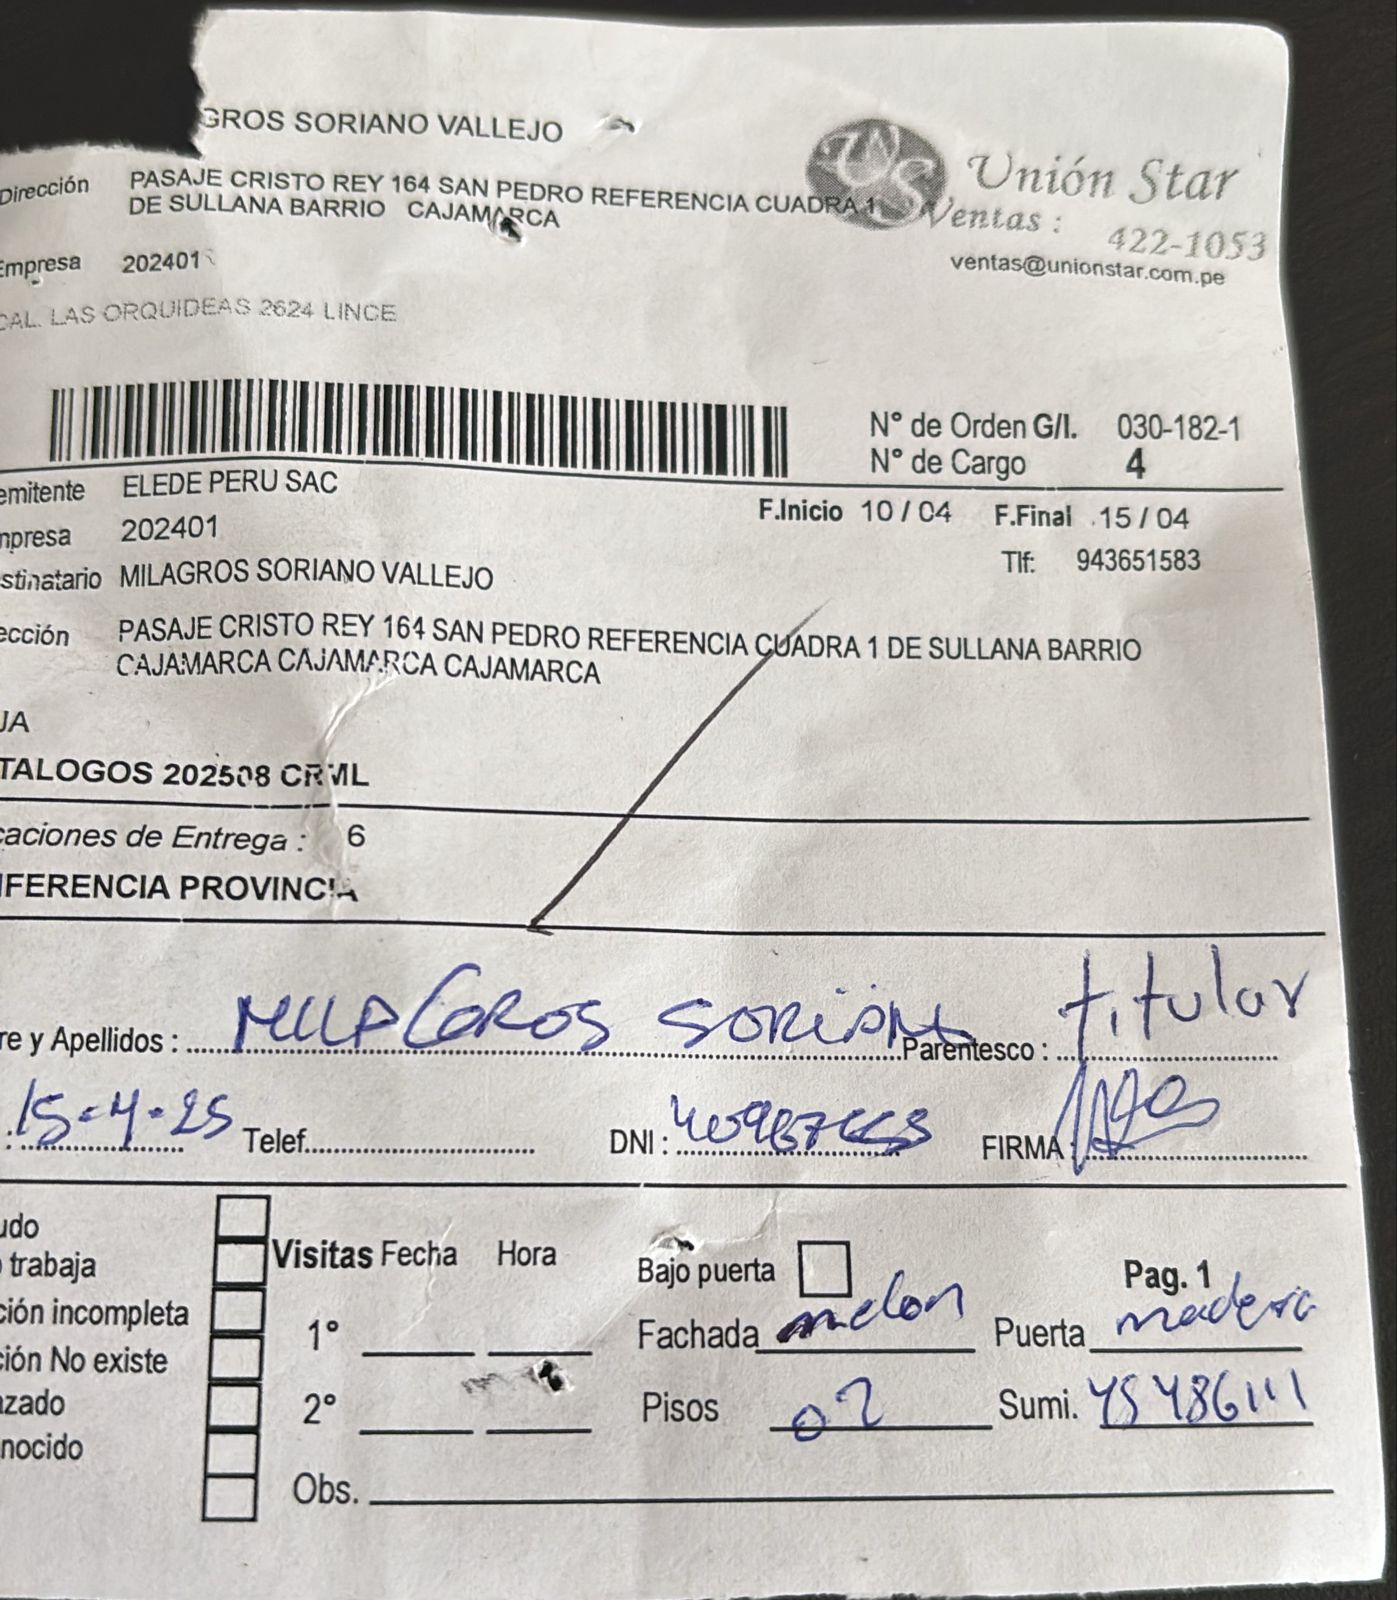 GROS SORIANO VALLEJO
Dirección PASAJE CRISTO REY 164 SAN PEDRO REFERENCIA CUADRA 1
DE SULLANA BARRIO CAJAMARCA
Unión Star
Ventas : 422-1053
ventas@unionstar.com.pe
Empresa 202401
CAL. LAS ORQUIDEAS 2624 LINCE
N° de Orden G/I. 030-182-1
N° de Cargo 4
emitente ELEDE PERU SAC
F.Inicio 10 / 04 F.Final 15 / 04
mpresa 202401
Tlf: 943651583
stinatario MILAGROS SORIANO VALLEJO
ección PASAJE CRISTO REY 164 SAN PEDRO REFERENCIA CUADRA 1 DE SULLANA BARRIO
CAJAMARCA CAJAMARCA CAJAMARCA
JA
TALOGOS 202508 CRML
caciones de Entrega : 6
IFERENCIA PROVINCIA
re y Apellidos : MILAGROS SORIANO Parentesco : titular
: 15-4-25 Telef. DNI : FIRMA :
udo
Visitas Fecha Hora
Bajo puerta
Pag. 1
trabaja
ción incompleta
1°
Fachada melon Puerta madera
ción No existe
azado
2°
Pisos 02 Sumi. 45486111
nocido
Obs.